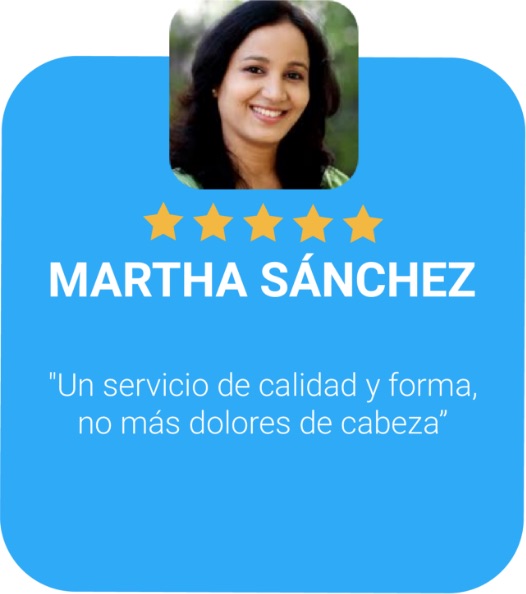 MARTHA SÁNCHEZ
"Un servicio de calidad y forma,
no más dolores de cabeza”